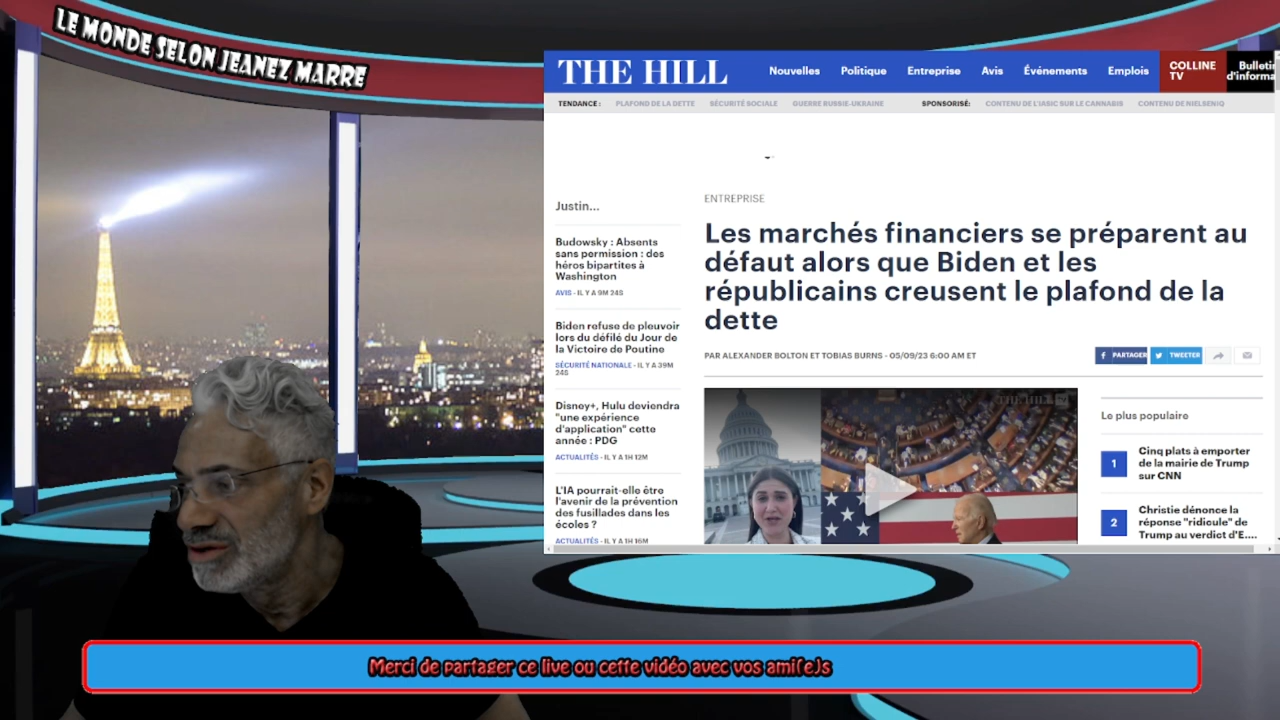 LE MONDE SELON JEANEZ MARRE
THE HILL
Nouvelles
Politique
Entreprise
Avis
Événements
Emplois
COLLINE
TV
Bulletin
d'informa
TENDANCE :
PLAFOND DE LA DETTE
SÉCURITÉ SOCIALE
GUERRE RUSSIE-UKRAINE
SPONSORISÉ:
CONTENU DE L'IASIC SUR LE CANNABIS
CONTENU DE NIELSENIQ
Justin...
Budowsky : Absents
sans permission : des
héros bipartites à
Washington
AVIS - IL Y A 9M 24S
Biden refuse de pleuvoir
lors du défilé du Jour de
la Victoire de Poutine
SÉCURITÉ NATIONALE - IL Y A 39M
24S
Disney+, Hulu deviendra
"une expérience
d'application" cette
année : PDG
ACTUALITÉS - IL Y A 1H 12M
L'IA pourrait-elle être
l'avenir de la prévention
des fusillades dans les
écoles ?
ACTUALITÉS - IL Y A 1H 16M
ENTREPRISE
Les marchés financiers se préparent au
défaut alors que Biden et les
républicains creusent le plafond de la
dette
PAR ALEXANDER BOLTON ET TOBIAS BURNS - 05/09/23 6:00 AM ET
PARTAGER
TWEETER
THE HILL TV
Le plus populaire
1
Cinq plats à emporter
de la mairie de Trump
sur CNN
2
Christie dénonce la
réponse "ridicule" de
Trump au verdict d'E....
Merci de partager ce live ou cette vidéo avec vos ami(e)s